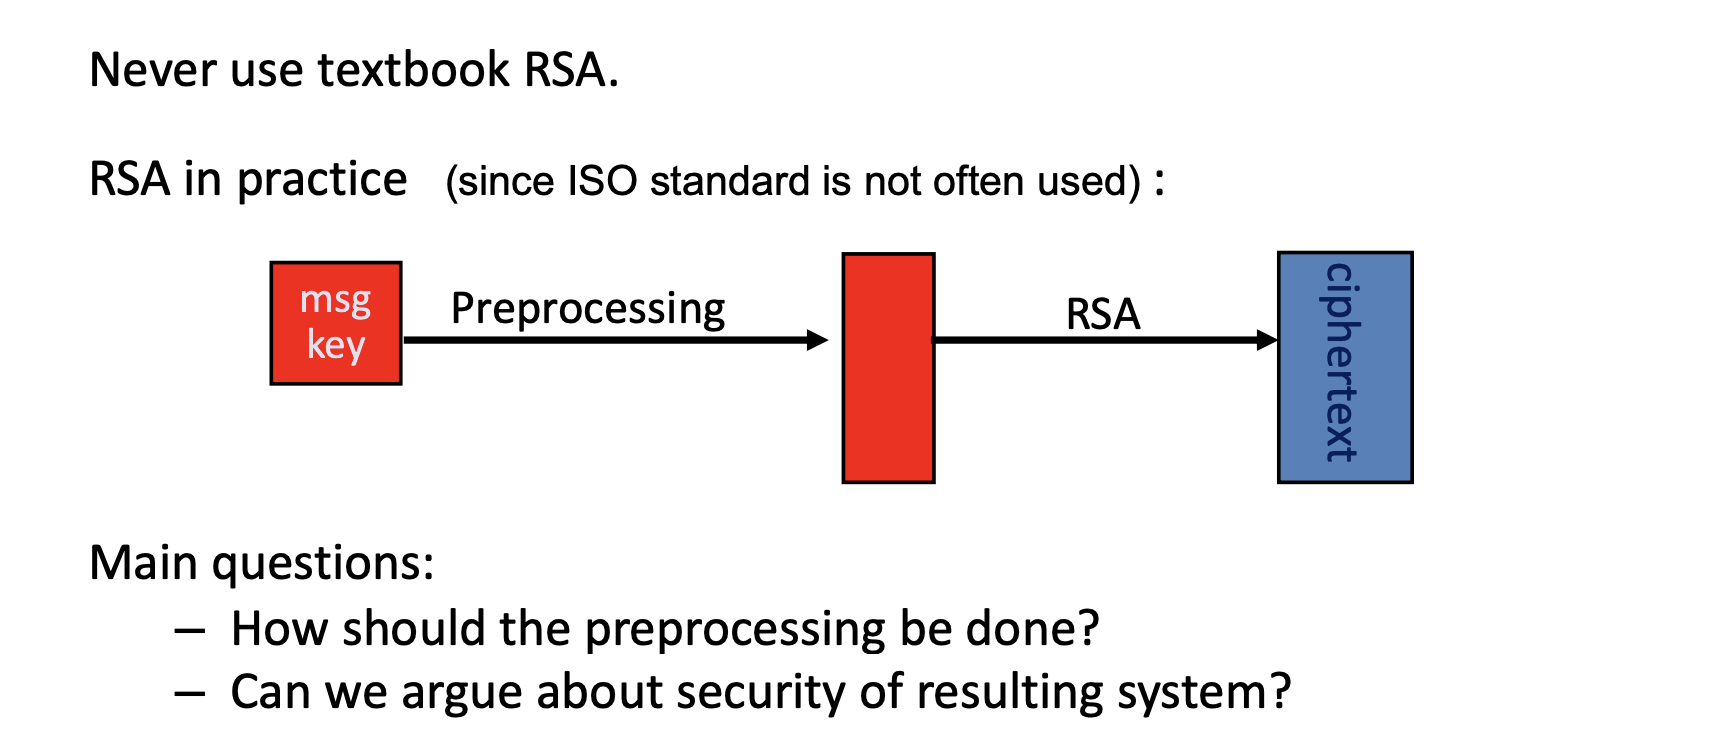 Never use textbook RSA.
RSA in practice (since ISO standard is not often used) :
msg
key
Preprocessing
RSA
ciphertext
Main questions:
– How should the preprocessing be done?
– Can we argue about security of resulting system?